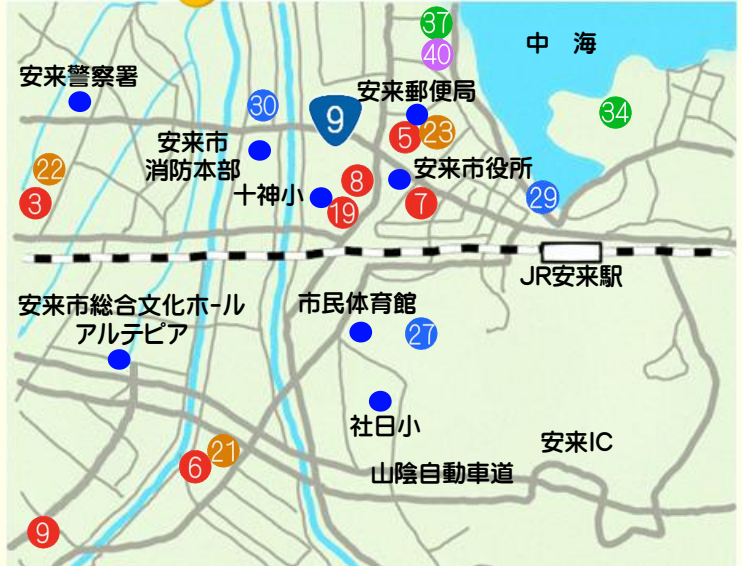 37
40
中 海
安来警察署
安来郵便局
30
9
34
5
23
安来市
消防本部
22
安来市役所
8
3
十神小
19
7
29
JR安来駅
安来市総合文化ホール
アルテピア
市民体育館
27
社日小
安来IC
21
6
山陰自動車道
9